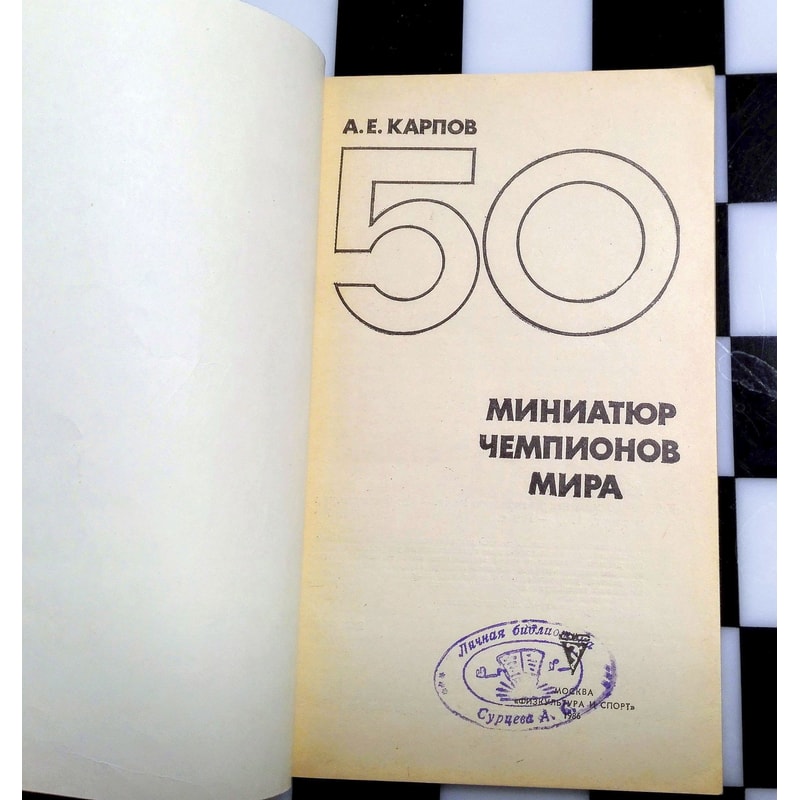 А. Е. КАРПОВ
50
МИНИАТЮР
ЧЕМПИОНОВ
МИРА
Личная библиотека
Сурцева А. С.
МОСКВА
«ФИЗКУЛЬТУРА И СПОРТ»
1986